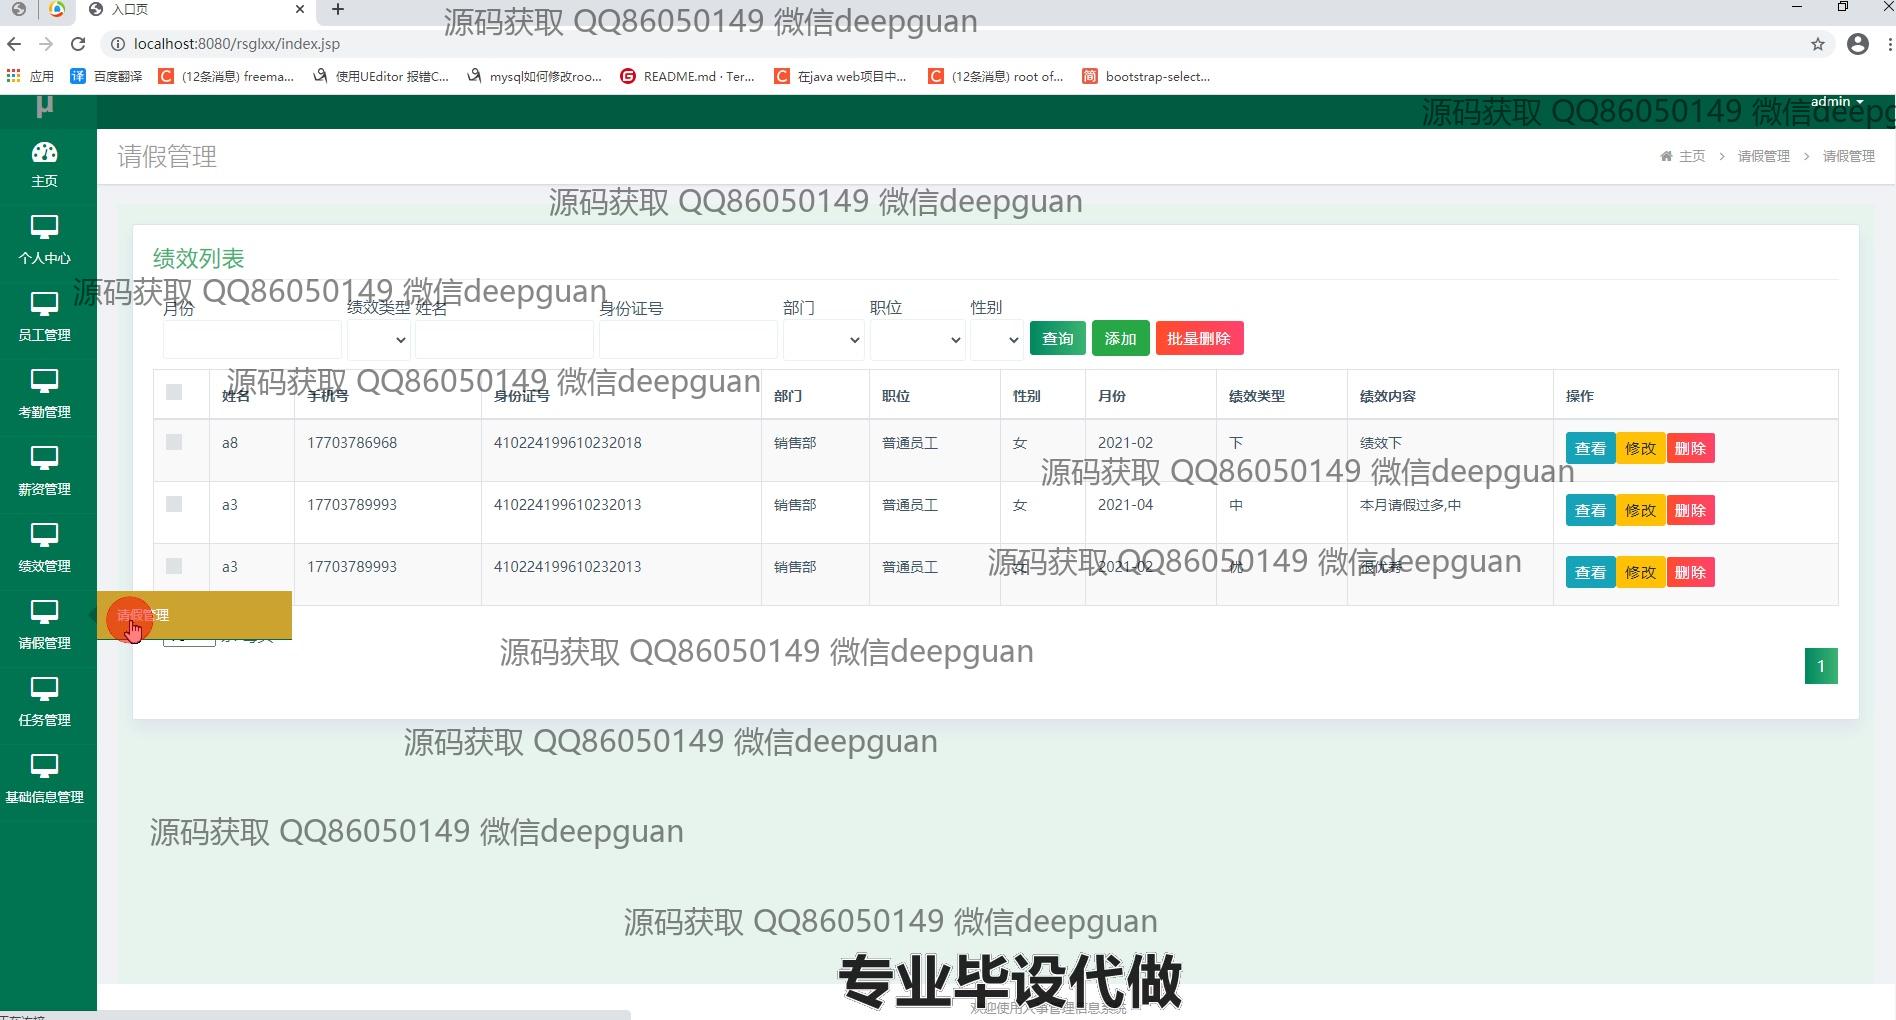 入口页
源码获取 QQ86050149 微信deepguan
localhost:8080/rsglxx/index.jsp
应用 百度翻译 (12条消息) freema... 使用UEditor 报错C... mysql如何修改roo... README.md · Ter... 在java web项目中... (12条消息) root of... bootstrap-select...
μ
admin
源码获取 QQ86050149 微信deepg
请假管理
主页 > 请假管理 > 请假管理
主页
个人中心
员工管理
考勤管理
薪资管理
绩效管理
请假管理
任务管理
基础信息管理
源码获取 QQ86050149 微信deepguan
绩效列表
源码获取 QQ86050149 微信deepguan
月份 绩效类型 姓名 身份证号 部门 职位 性别
查询 添加 批量删除
源码获取 QQ86050149 微信deepguan
姓名 手机号 身份证号 部门 职位 性别 月份 绩效类型 绩效内容 操作
a8 17703786968 410224199610232018 销售部 普通员工 女 2021-02 下 绩效下 查看 修改 删除
源码获取 QQ86050149 微信deepguan
a3 17703789993 410224199610232013 销售部 普通员工 女 2021-04 中 本月请假过多,中 查看 修改 删除
源码获取 QQ86050149 微信deepguan
a3 17703789993 410224199610232013 销售部 普通员工 女 2021-02 优 很优秀 查看 修改 删除
请假管理
源码获取 QQ86050149 微信deepguan
1
源码获取 QQ86050149 微信deepguan
源码获取 QQ86050149 微信deepguan
源码获取 QQ86050149 微信deepguan
专业毕设代做
欢迎使用人事管理信息系统